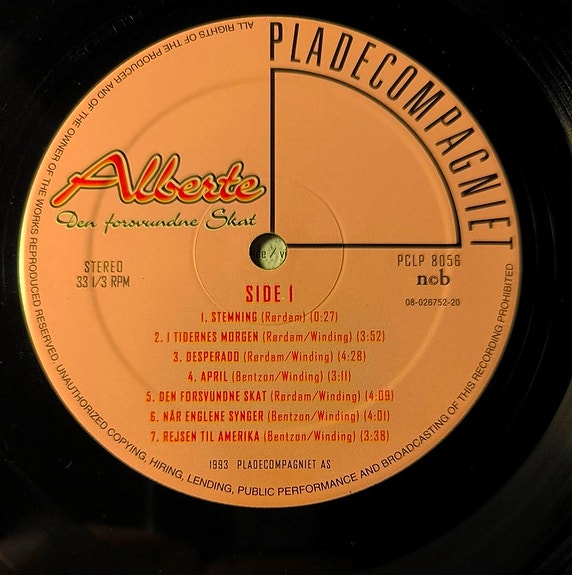 PLADECOMPAGNIET
Alberte
Den forsvundne Skat
STEREO
33 1/3 RPM
PCLP 8056
n©b
08-026752-20
SIDE 1
1. STEMNING (Rørdam) (0:27)
2. I TIDERNES MORGEN (Rørdam/Winding) (3:52)
3. DESPERADO (Rørdam/Winding) (4:28)
4. APRIL (Bentzon/Winding) (3:11)
5. DEN FORSVUNDNE SKAT (Rørdam/Winding) (4:09)
6. NÅR ENGLENE SYNGER (Bentzon/Winding) (4:01)
7. REJSEN TIL AMERIKA (Bentzon/Winding) (3:38)
1993 PLADECOMPAGNIET AS
ALL RIGHTS OF THE PRODUCER AND OF THE OWNER OF THE WORKS REPRODUCED RESERVED. UNAUTHORIZED COPYING, HIRING, LENDING, PUBLIC PERFORMANCE AND BROADCASTING OF THIS RECORDING PROHIBITED